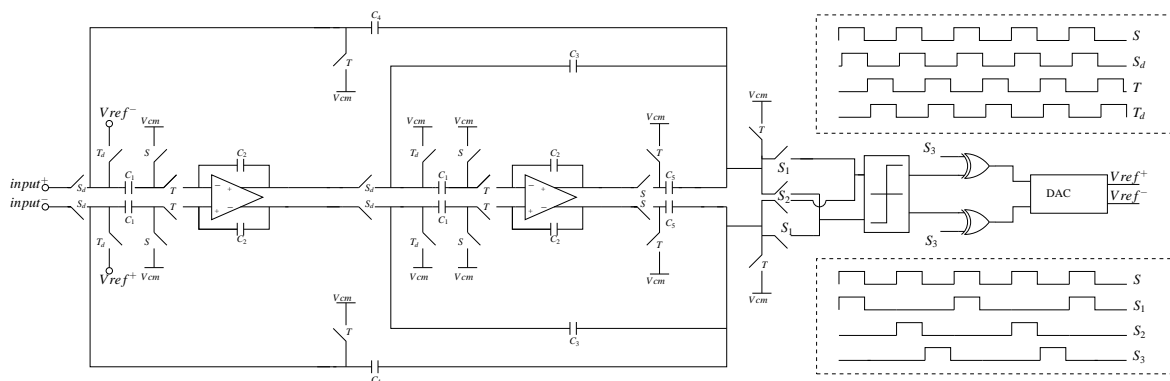 C4
T
Vcm
C3
Vref−
Vcm
Td
S
C1
C2
input+
Sd
T
− +
+ −
input−
Sd
C1
T
C2
Td
S
Vref+
Vcm
Vcm
T
Vcm
Vcm
Td
S
C1
C2
Sd
T
− +
+ −
Sd
C1
T
C2
Td
S
Vcm
Vcm
Vcm
T
C5
S
S
C5
T
Vcm
C3
Vcm
T
S1
S2
S1
T
Vcm
S3
S3
DAC
Vref+
Vref−
S
Sd
T
Td
S
S1
S2
S3